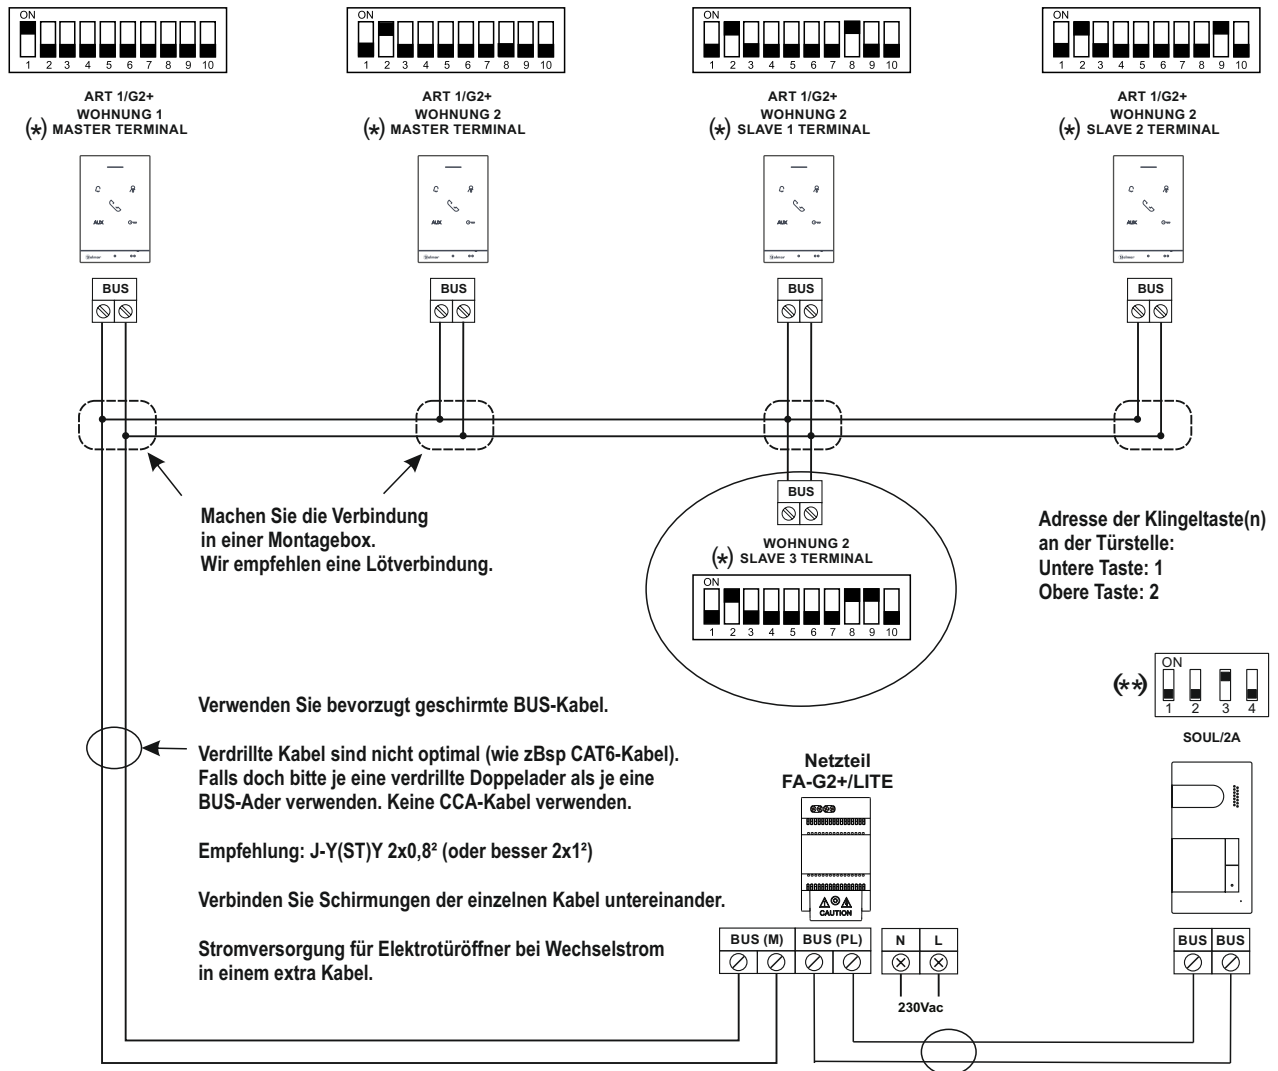 ON
1 2 3 4 5 6 7 8 9 10
ART 1/G2+
WOHNUNG 1
(*) MASTER TERMINAL
AUX
BUS
ON
1 2 3 4 5 6 7 8 9 10
ART 1/G2+
WOHNUNG 2
(*) MASTER TERMINAL
AUX
BUS
ON
1 2 3 4 5 6 7 8 9 10
ART 1/G2+
WOHNUNG 2
(*) SLAVE 1 TERMINAL
AUX
BUS
ON
1 2 3 4 5 6 7 8 9 10
ART 1/G2+
WOHNUNG 2
(*) SLAVE 2 TERMINAL
AUX
BUS
Machen Sie die Verbindung
in einer Montagebox.
Wir empfehlen eine Lötverbindung.
BUS
WOHNUNG 2
(*) SLAVE 3 TERMINAL
ON
1 2 3 4 5 6 7 8 9 10
Adresse der Klingeltaste(n)
an der Türstelle:
Untere Taste: 1
Obere Taste: 2
(**)
ON
1 2 3 4
SOUL/2A
Verwenden Sie bevorzugt geschirmte BUS-Kabel.
Verdrillte Kabel sind nicht optimal (wie zBsp CAT6-Kabel).
Falls doch bitte je eine verdrillte Doppelader als je eine
BUS-Ader verwenden. Keine CCA-Kabel verwenden.
Empfehlung: J-Y(ST)Y 2x0,8² (oder besser 2x1²)
Verbinden Sie Schirmungen der einzelnen Kabel untereinander.
Stromversorgung für Elektrotüröffner bei Wechselstrom
in einem extra Kabel.
Netzteil
FA-G2+/LITE
CAUTION
BUS (M) BUS (PL) N L
230Vac
BUS BUS